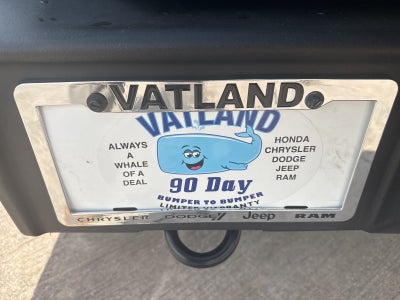 VATLAND
VATLAND
ALWAYS
A
WHALE
OF A
DEAL
HONDA
CHRYSLER
DODGE
JEEP
RAM
90 Day
BUMPER TO BUMPER
LIMITED WARRANTY
CHRYSLER DODGE Jeep RAM